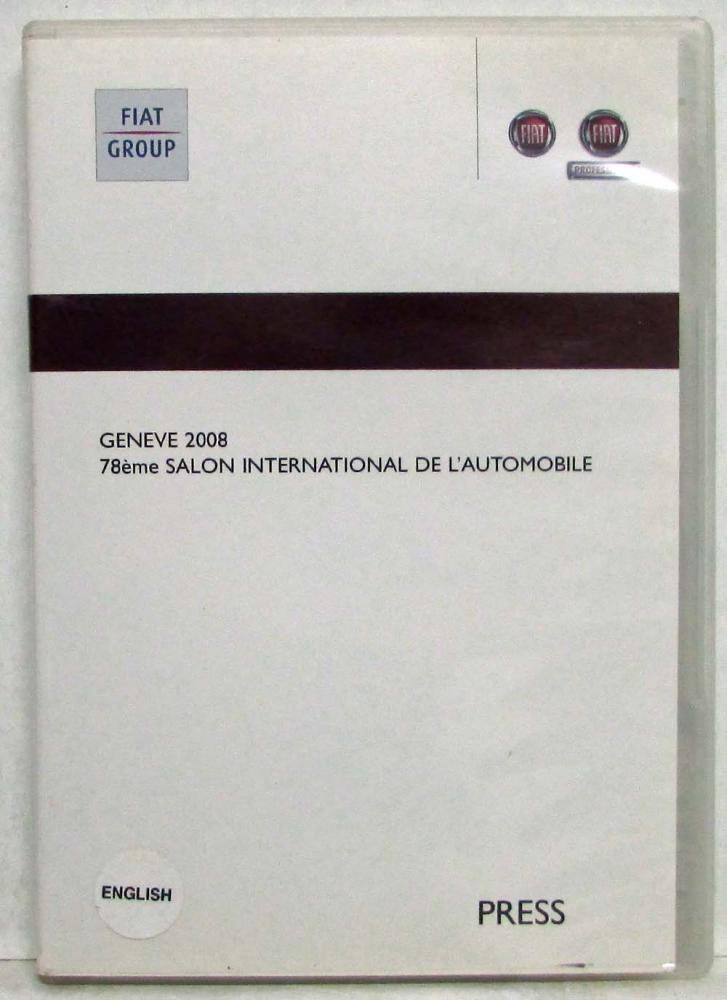 FIAT
GROUP
FIAT
FIAT
GENEVE 2008
78ème SALON INTERNATIONAL DE L'AUTOMOBILE
ENGLISH
PRESS